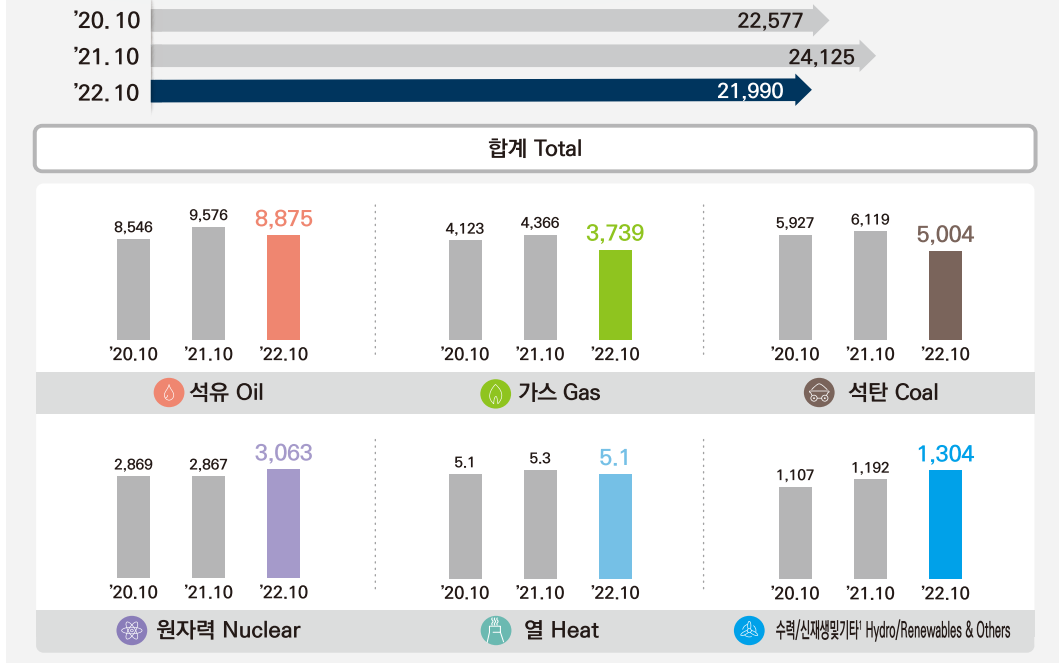 ’20.10 22,577
’21.10 24,125
’22.10 21,990
합계 Total
8,546 9,576 8,875 4,123 4,366 3,739 5,927 6,119 5,004
’20.10 ’21.10 ’22.10 ’20.10 ’21.10 ’22.10 ’20.10 ’21.10 ’22.10
석유 Oil 가스 Gas 석탄 Coal
2,869 2,867 3,063 5.1 5.3 5.1 1,107 1,192 1,304
’20.10 ’21.10 ’22.10 ’20.10 ’21.10 ’22.10 ’20.10 ’21.10 ’22.10
원자력 Nuclear 열 Heat 수력/신재생및기타¹ Hydro/Renewables & Others